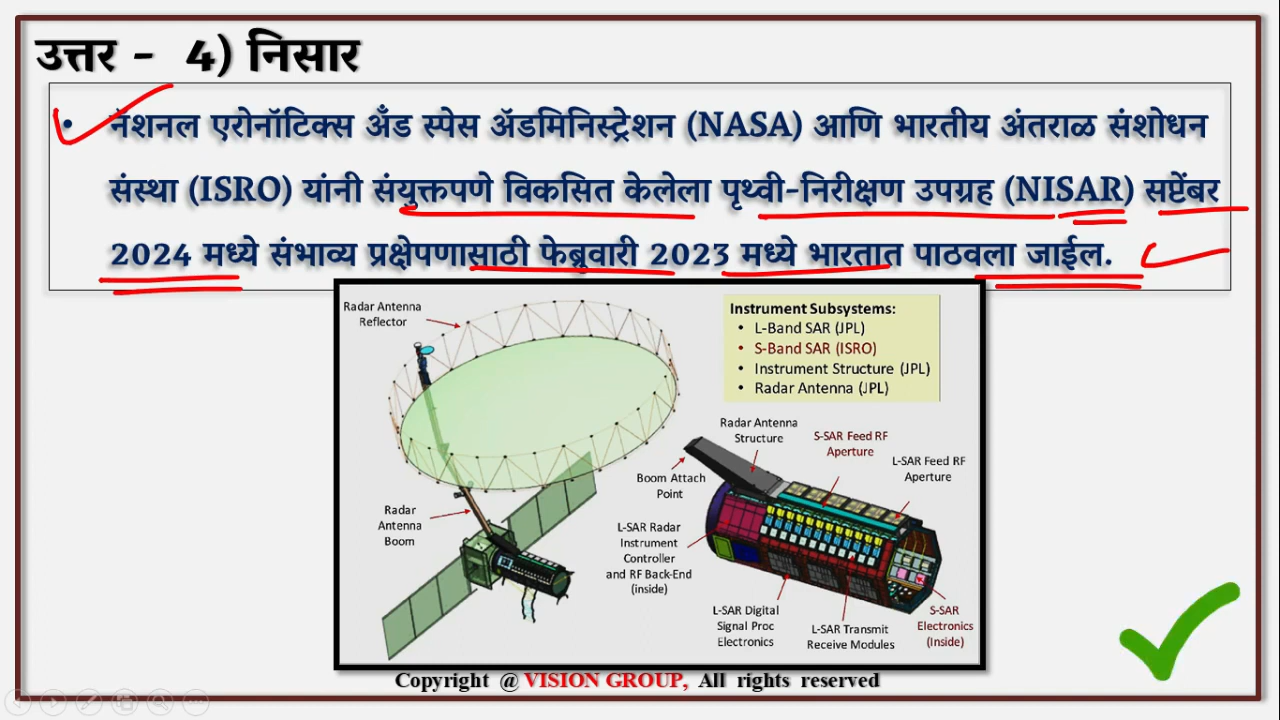 उत्तर - 4) निसार
• नॅशनल एरोनॉटिक्स अँड स्पेस ॲडमिनिस्ट्रेशन (NASA) आणि भारतीय अंतराळ संशोधन
संस्था (ISRO) यांनी संयुक्तपणे विकसित केलेला पृथ्वी-निरीक्षण उपग्रह (NISAR) सप्टेंबर
2024 मध्ये संभाव्य प्रक्षेपणासाठी फेब्रुवारी 2023 मध्ये भारतात पाठवला जाईल.
Radar Antenna
Reflector
Radar
Antenna
Boom
Instrument Subsystems:
• L-Band SAR (JPL)
• S-Band SAR (ISRO)
• Instrument Structure (JPL)
• Radar Antenna (JPL)
Radar Antenna
Structure
S-SAR Feed RF
Aperture
L-SAR Feed RF
Aperture
Boom Attach
Point
L-SAR Radar
Instrument
Controller
and RF Back-End
(inside)
L-SAR Digital
Signal Proc
Electronics
L-SAR Transmit
Receive Modules
S-SAR
Electronics
(Inside)
Copyright @ VISION GROUP, All rights reserved